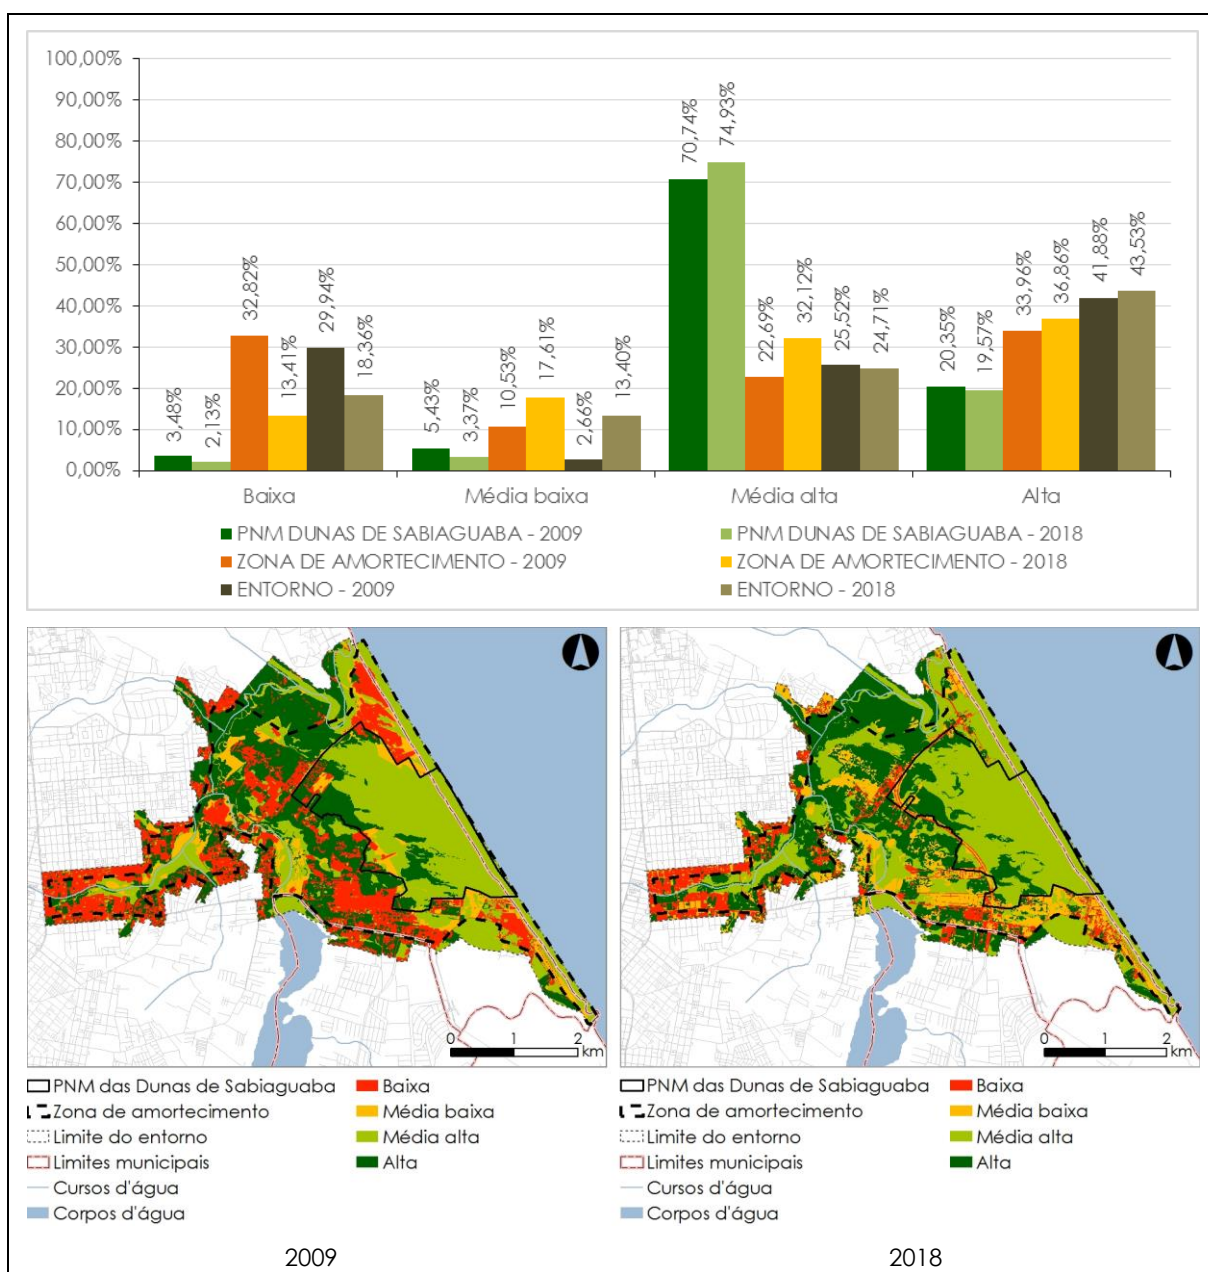 100,00%
90,00%
80,00%
70,00%
60,00%
50,00%
40,00%
30,00%
20,00%
10,00%
0,00%
3,48%
2,13%
32,82%
13,41%
29,94%
18,36%
5,43%
3,37%
10,53%
17,61%
2,66%
13,40%
70,74%
74,93%
22,69%
32,12%
25,52%
24,71%
20,35%
19,57%
33,96%
36,86%
41,88%
43,53%
Baixa Média baixa Média alta Alta
PNM DUNAS DE SABIAGUABA - 2009 PNM DUNAS DE SABIAGUABA - 2018
ZONA DE AMORTECIMENTO - 2009 ZONA DE AMORTECIMENTO - 2018
ENTORNO - 2009 ENTORNO - 2018
0 1 2
km
PNM das Dunas de Sabiaguaba Baixa
Zona de amortecimento Média baixa
Limite do entorno Média alta
Limites municipais Alta
Cursos d'água
Corpos d'água
2009
0 1 2
km
PNM das Dunas de Sabiaguaba Baixa
Zona de amortecimento Média baixa
Limite do entorno Média alta
Limites municipais Alta
Cursos d'água
Corpos d'água
2018